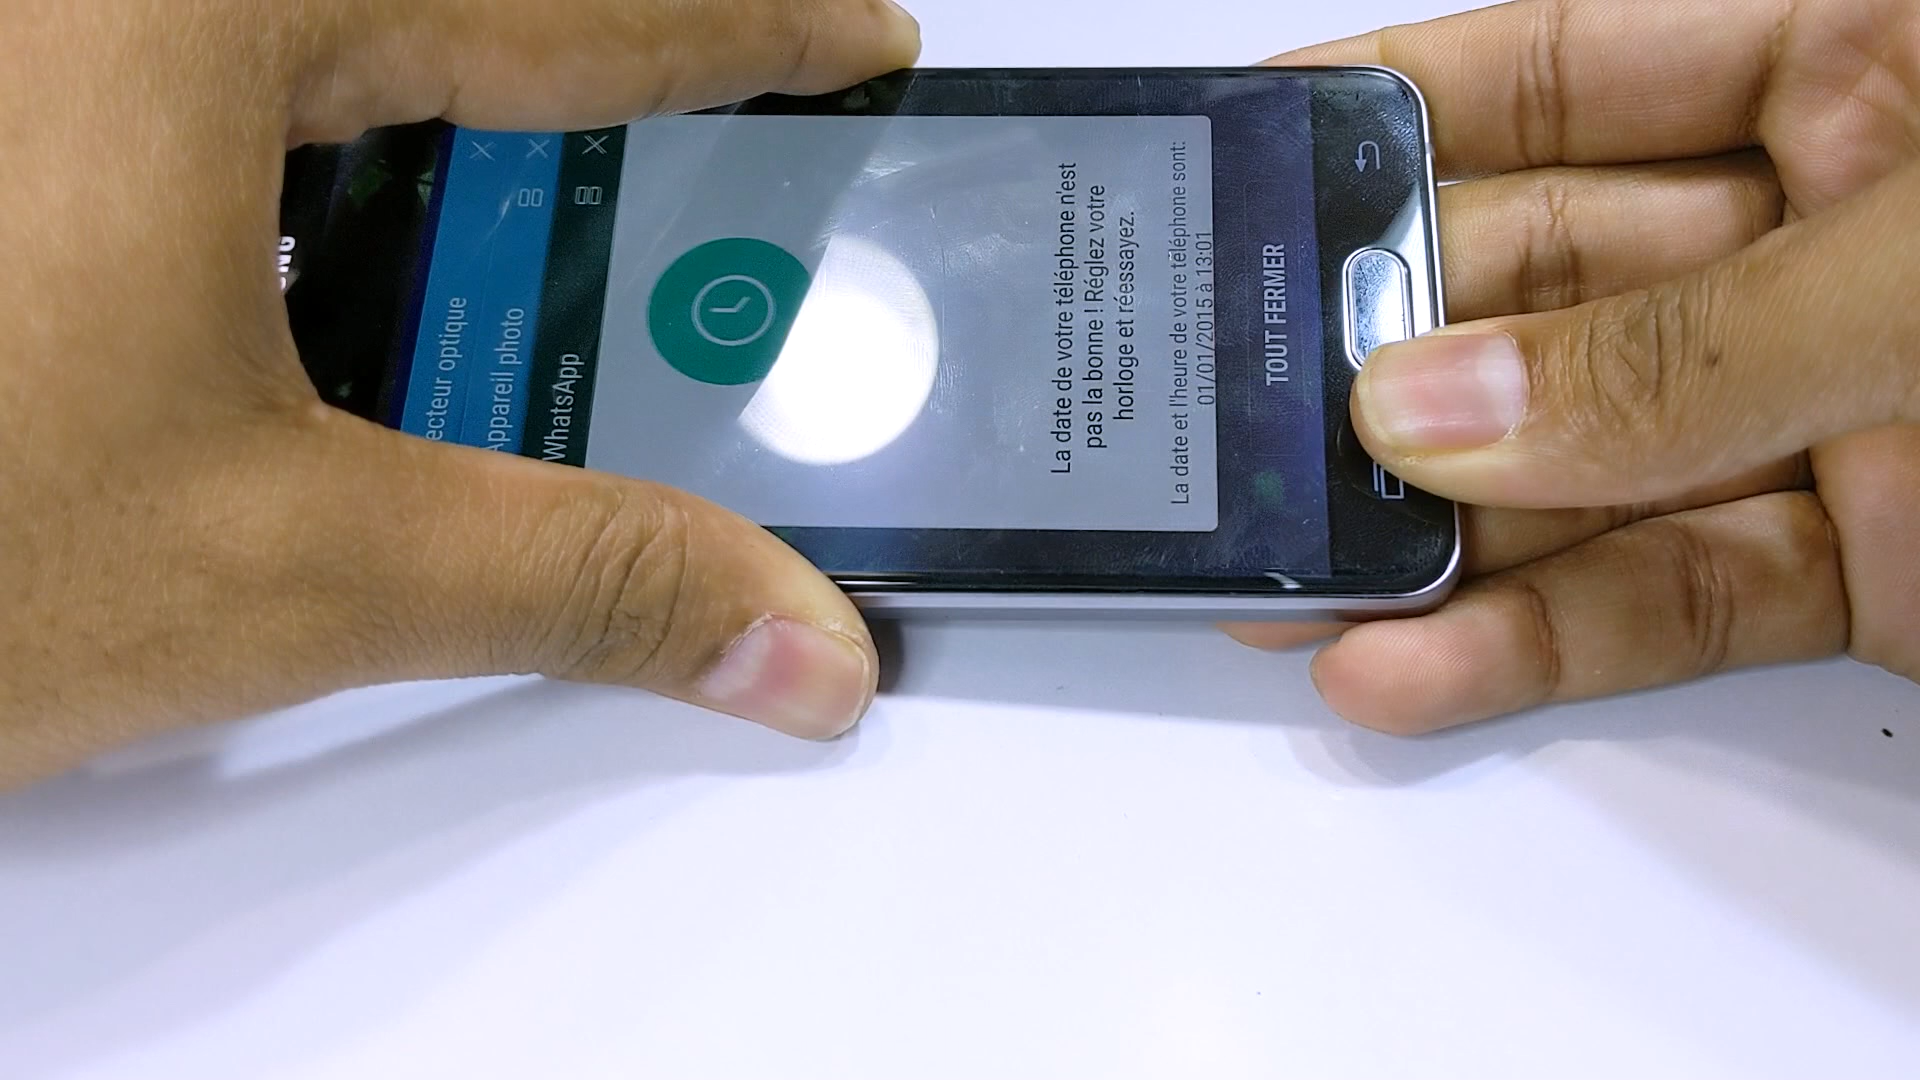 ecteur optique
Appareil photo
WhatsApp
La date de votre téléphone n'est
pas la bonne ! Réglez votre
horloge et réessayez.
La date et l'heure de votre téléphone sont:
01/01/2015 à 13:01
TOUT FERMER